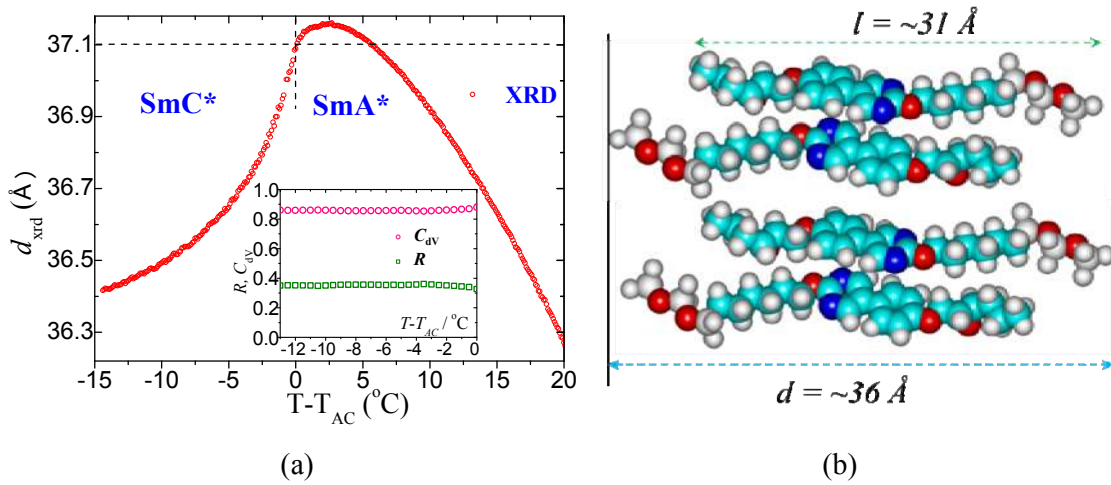 37.1
36.9
36.7
36.5
36.3
d_xrd (Å)
SmC*
SmA*
XRD
1.0
0.8
0.6
0.4
0.2
0.0
R, C_dV
C_dV
R
T-T_AC / °C
-12 -10 -8 -6 -4 -2 0
-15 -10 -5 0 5 10 15 20
T-T_AC (°C)
(a)
l = ~31 Å
d = ~36 Å
(b)